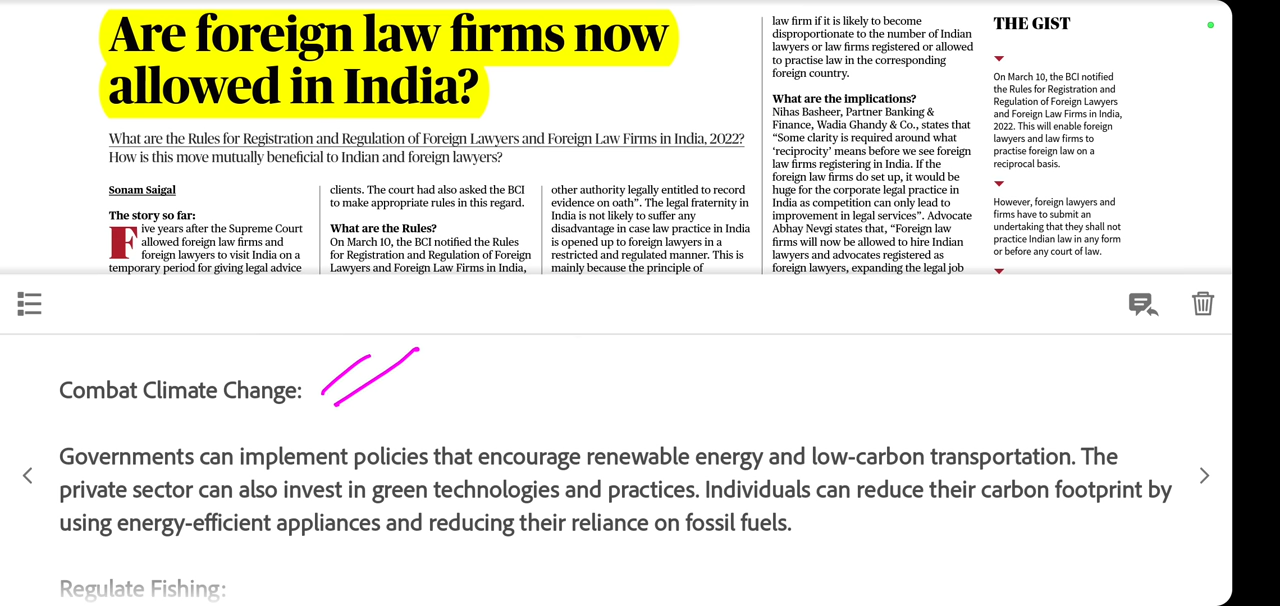 Are foreign law firms now
allowed in India?
What are the Rules for Registration and Regulation of Foreign Lawyers and Foreign Law Firms in India, 2022?
How is this move mutually beneficial to Indian and foreign lawyers?
Sonam Saigal
The story so far:
Five years after the Supreme Court
allowed foreign law firms and
foreign lawyers to visit India on a
temporary period for giving legal advice
clients. The court had also asked the BCI
to make appropriate rules in this regard.
What are the Rules?
On March 10, the BCI notified the Rules
for Registration and Regulation of Foreign
Lawyers and Foreign Law Firms in India,
other authority legally entitled to record
evidence on oath”. The legal fraternity in
India is not likely to suffer any
disadvantage in case law practice in India
is opened up to foreign lawyers in a
restricted and regulated manner. This is
mainly because the principle of
law firm if it is likely to become
disproportionate to the number of Indian
lawyers or law firms registered or allowed
to practise law in the corresponding
foreign country.
What are the implications?
Nihas Basheer, Partner Banking &
Finance, Wadia Ghandy & Co., states that
“Some clarity is required around what
‘reciprocity’ means before we see foreign
law firms registering in India. If the
foreign law firms do set up, it would be
huge for the corporate legal practice in
India as competition can only lead to
improvement in legal services”. Advocate
Abhay Nevgi states that, “Foreign law
firms will now be allowed to hire Indian
lawyers and advocates registered as
foreign lawyers, expanding the legal job
THE GIST
On March 10, the BCI notified
the Rules for Registration and
Regulation of Foreign Lawyers
and Foreign Law Firms in India,
2022. This will enable foreign
lawyers and law firms to
practise foreign law on a
reciprocal basis.
However, foreign lawyers and
firms have to submit an
undertaking that they shall not
practice Indian law in any form
or before any court of law.
Combat Climate Change:
Governments can implement policies that encourage renewable energy and low-carbon transportation. The
private sector can also invest in green technologies and practices. Individuals can reduce their carbon footprint by
using energy-efficient appliances and reducing their reliance on fossil fuels.
Regulate Fishing: